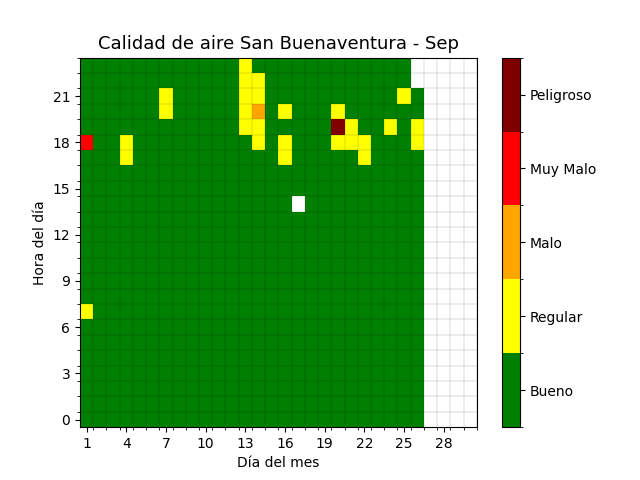 Calidad de aire San Buenaventura - Sep
Hora del día
21
18
15
12
9
6
3
0
1 4 7 10 13 16 19 22 25 28
Día del mes
Peligroso
Muy Malo
Malo
Regular
Bueno